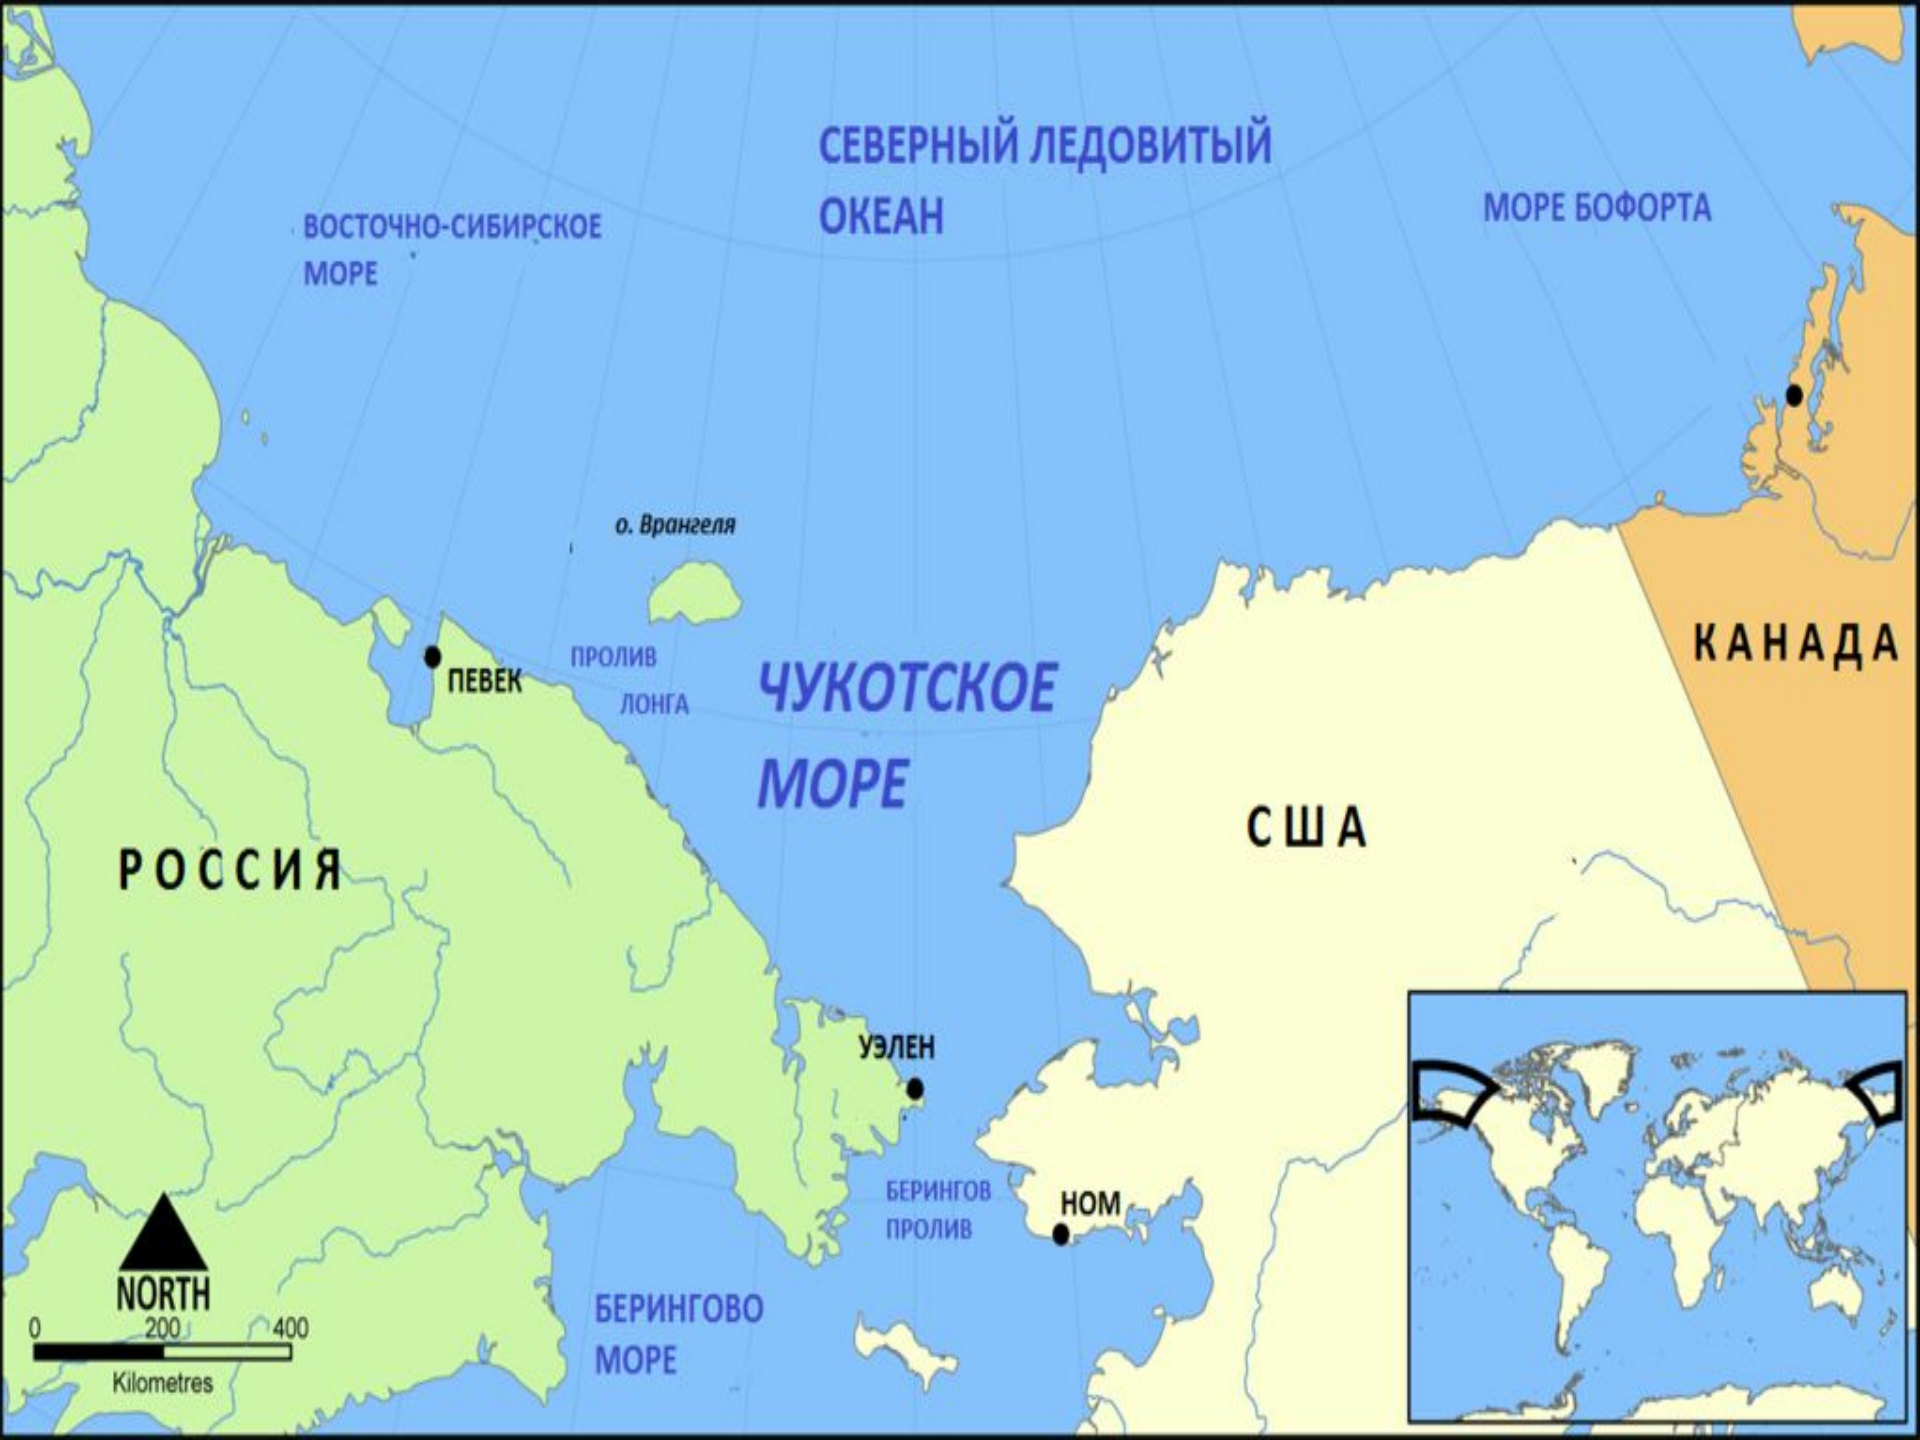 СЕВЕРНЫЙ ЛЕДОВИТЫЙ
ОКЕАН
ВОСТОЧНО-СИБИРСКОЕ
МОРЕ
МОРЕ БОФОРТА
о. Врангеля
ПРОЛИВ
ЛОНГА
ПЕВЕК
ЧУКОТСКОЕ
МОРЕ
КАНАДА
США
РОССИЯ
УЭЛЕН
БЕРИНГОВ
ПРОЛИВ
НОМ
БЕРИНГОВО
МОРЕ
NORTH
0 200 400
Kilometres